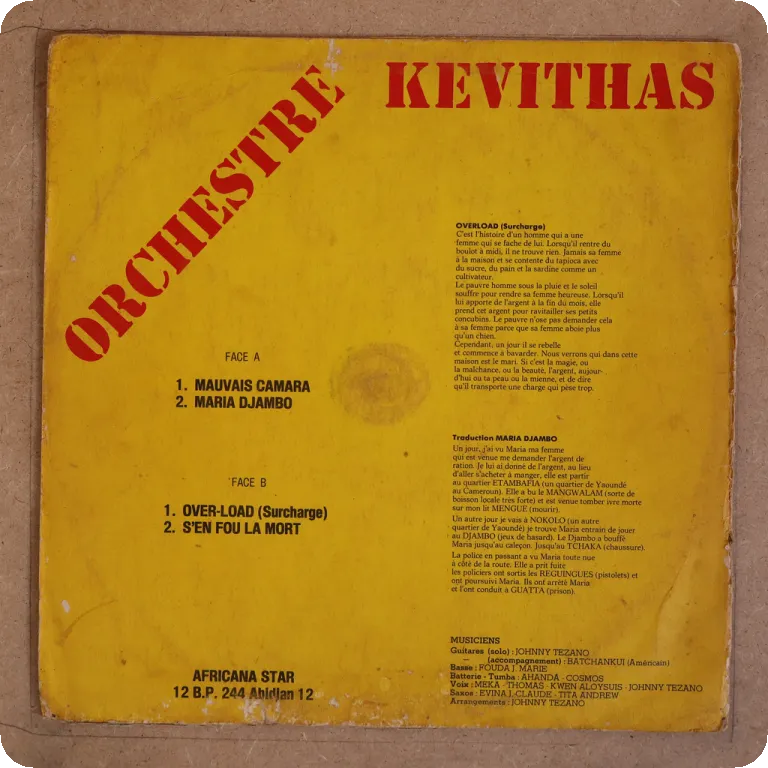 ORCHESTRE KEVITHAS
FACE A
1. MAUVAIS CAMARA
2. MARIA DJAMBO
FACE B
1. OVER-LOAD (Surcharge)
2. S'EN FOU LA MORT
AFRICANA STAR
12 B.P. 244 Abidjan 12
OVERLOAD (Surcharge)
C'est l'histoire d'un homme qui a une
femme qui se fache de lui. Lorsqu'il rentre du
boulot à midi, il ne trouve rien. Jamais sa femme
à la maison et se contente du tapioca avec
du sucre, du pain et la sardine comme un
cultivateur.
Le pauvre homme sous la pluie et le soleil
souffre pour rendre sa femme heureuse. Lorsqu'il
lui apporte de l'argent à la fin du mois, elle
prend cet argent pour ravitailler ses petits
concubins. Le pauvre n'ose pas demander cela
à sa femme parce que sa femme aboie plus
qu'un chien.
Cependant, un jour il se rebelle
et commence à bavarder. Nous verrons qui dans cette
maison est le mari. Si c'est la magie, ou
la malchance, ou la beauté, l'argent, aujour-
d'hui ou ta peau ou la mienne, et de dire
qu'il transporte une charge qui pèse trop.
Traduction MARIA DJAMBO
Un jour, j'ai vu Maria ma femme
qui est venue me demander l'argent de
ration. Je lui ai donné de l'argent, au lieu
d'aller s'acheter à manger, elle est partir
au quartier ETAMBAFIA (un quartier de Yaoundé
au Cameroun). Elle a bu le MANGWALAM (sorte de
boisson locale très forte) et est venue tomber ivre morte
sur mon lit MENGUE (mourir).
Un autre jour je vais à NOKOLO (un autre
quartier de Yaoundé) je trouve Maria entrain de jouer
au DJAMBO (jeux de hasard). Le Djambo a bouffé
Maria jusqu'au caleçon. Jusqu'au TCHAKA (chaussure).
La police en passant a vu Maria toute nue
à côté de la route. Elle a prit fuite
les policiers ont sortis les REGUINGUES (pistolets) et
ont poursuivi Maria. Ils ont arrêté Maria
et l'ont conduit à GUATTA (prison).
MUSICIENS
Guitares (solo) : JOHNNY TEZANO
— (accompagnement) : BATCHANKUI (Américain)
Basse : FOUDA J. MARIE
Batterie - Tumba : AHANDA - COSMOS
Voix : MEKA - THOMAS - KWEN ALOYSUIS - JOHNNY TEZANO
Saxos : EVINA J.-CLAUDE - TITA ANDREW
Arrangements : JOHNNY TEZANO